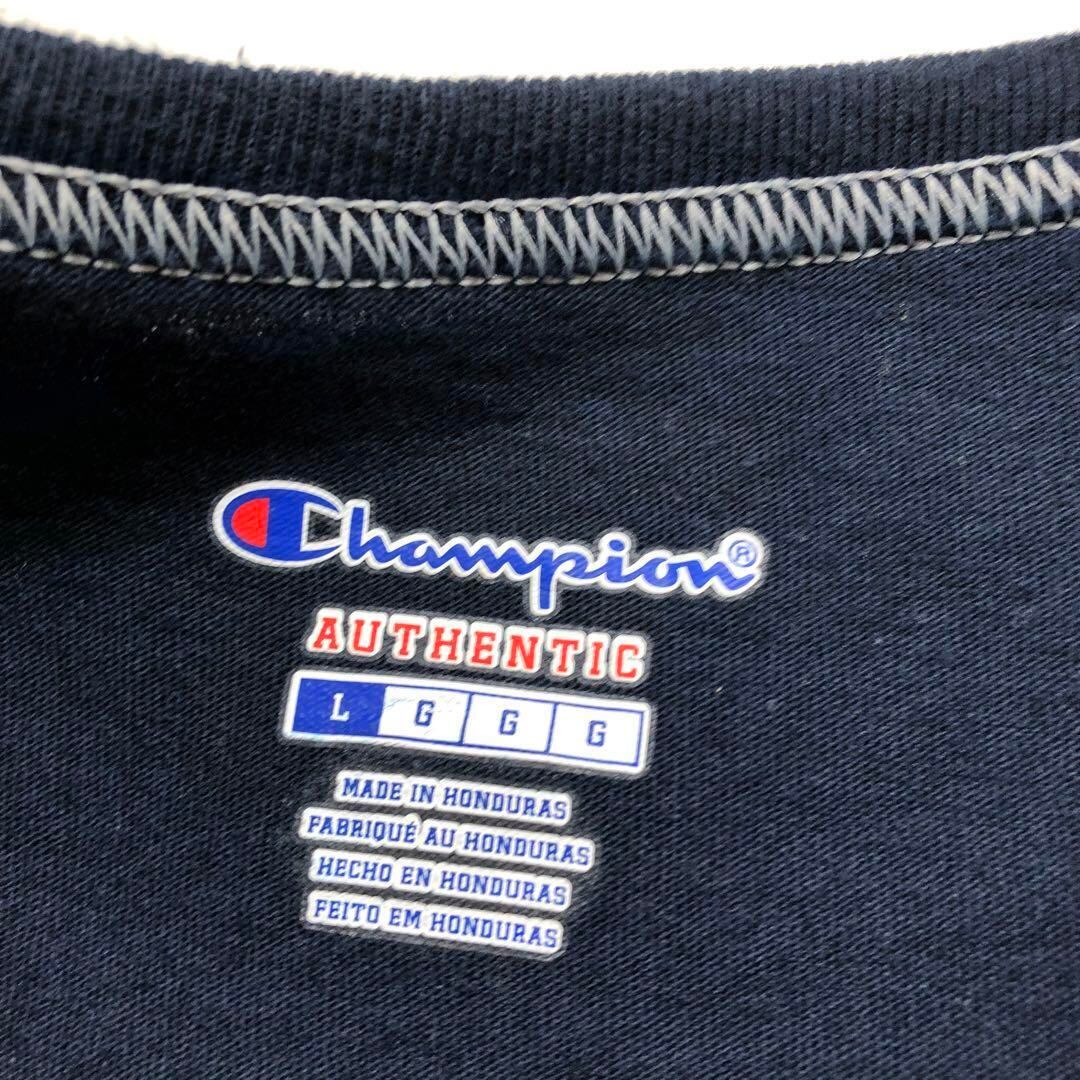 Champion®
AUTHENTIC
L G G G
MADE IN HONDURAS
FABRIQUÉ AU HONDURAS
HECHO EN HONDURAS
FEITO EM HONDURAS